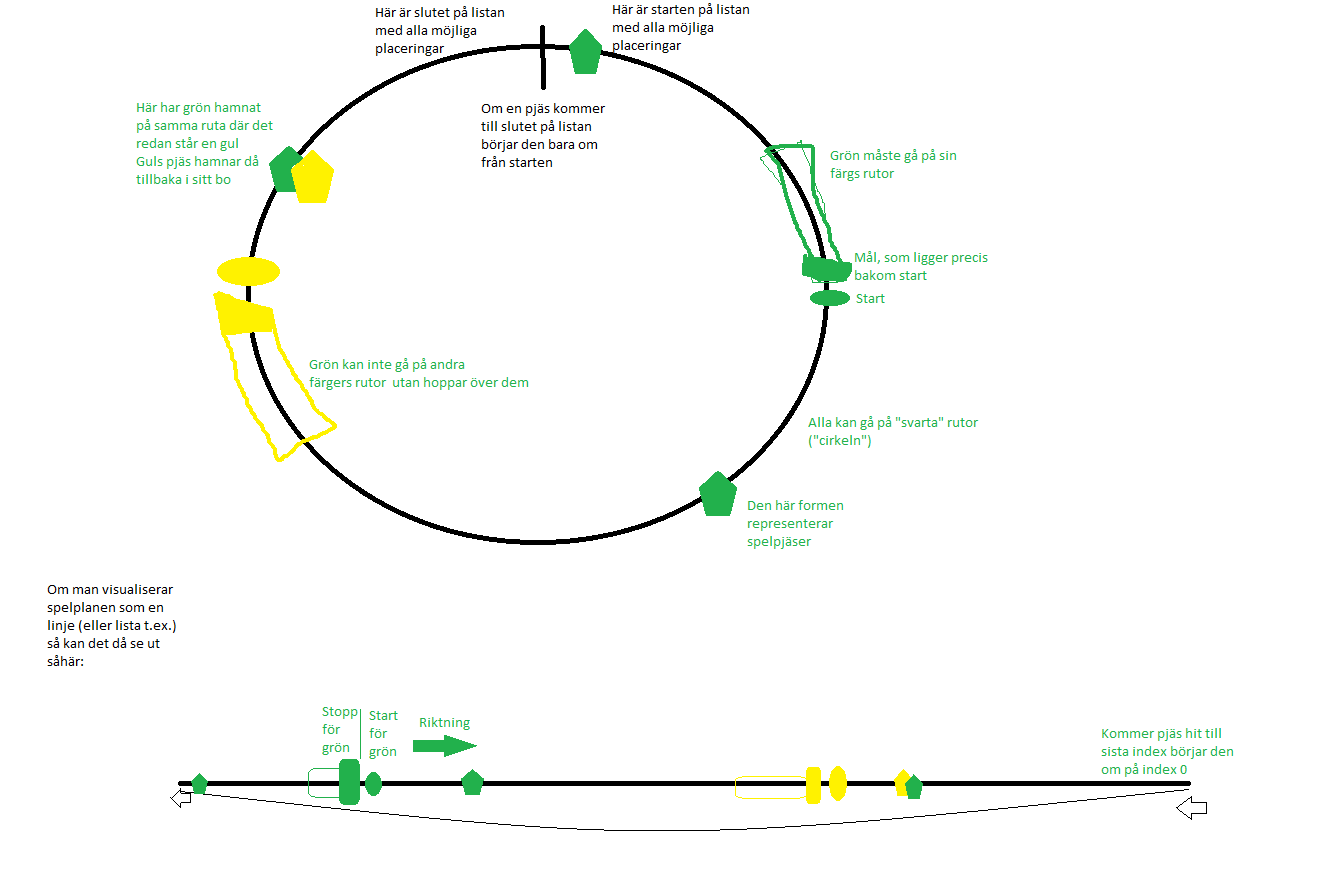 Här är slutet på listan
med alla möjliga
placeringar
Här är starten på listan
med alla möjliga
placeringar
Om en pjäs kommer
till slutet på listan
börjar den bara om
från starten
Här har grön hamnat
på samma ruta där det
redan står en gul
Guls pjäs hamnar då
tillbaka i sitt bo
Grön måste gå på sin
färgs rutor
Mål, som ligger precis
bakom start
Start
Grön kan inte gå på andra
färgers rutor utan hoppar över dem
Alla kan gå på "svarta" rutor
("cirkeln")
Den här formen
representerar
spelpjäser
Om man visualiserar
spelplanen som en
linje (eller lista t.ex.)
så kan det då se ut
såhär:
Stopp
för
grön
Start
för
grön
Riktning
Kommer pjäs hit till
sista index börjar den
om på index 0